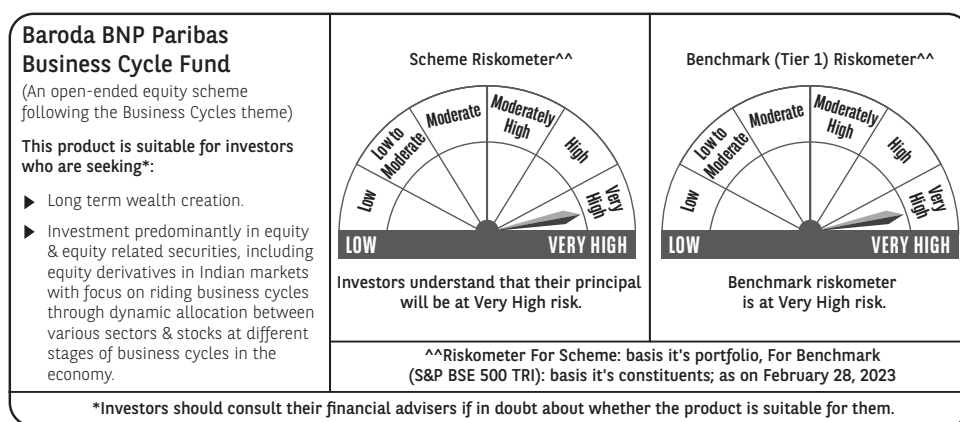 Baroda BNP Paribas
Business Cycle Fund
(An open-ended equity scheme
following the Business Cycles theme)
This product is suitable for investors
who are seeking*:
Long term wealth creation.
Investment predominantly in equity
& equity related securities, including
equity derivatives in Indian markets
with focus on riding business cycles
through dynamic allocation between
various sectors & stocks at different
stages of business cycles in the
economy.
Scheme Riskometer^^
Low
Low to
Moderate
Moderate
Moderately
High
High
Very
High
LOW
VERY HIGH
Investors understand that their principal
will be at Very High risk.
Benchmark (Tier 1) Riskometer^^
Low
Low to
Moderate
Moderate
Moderately
High
High
Very
High
LOW
VERY HIGH
Benchmark riskometer
is at Very High risk.
^^Riskometer For Scheme: basis it's portfolio, For Benchmark
(S&P BSE 500 TRI): basis it's constituents; as on February 28, 2023
*Investors should consult their financial advisers if in doubt about whether the product is suitable for them.